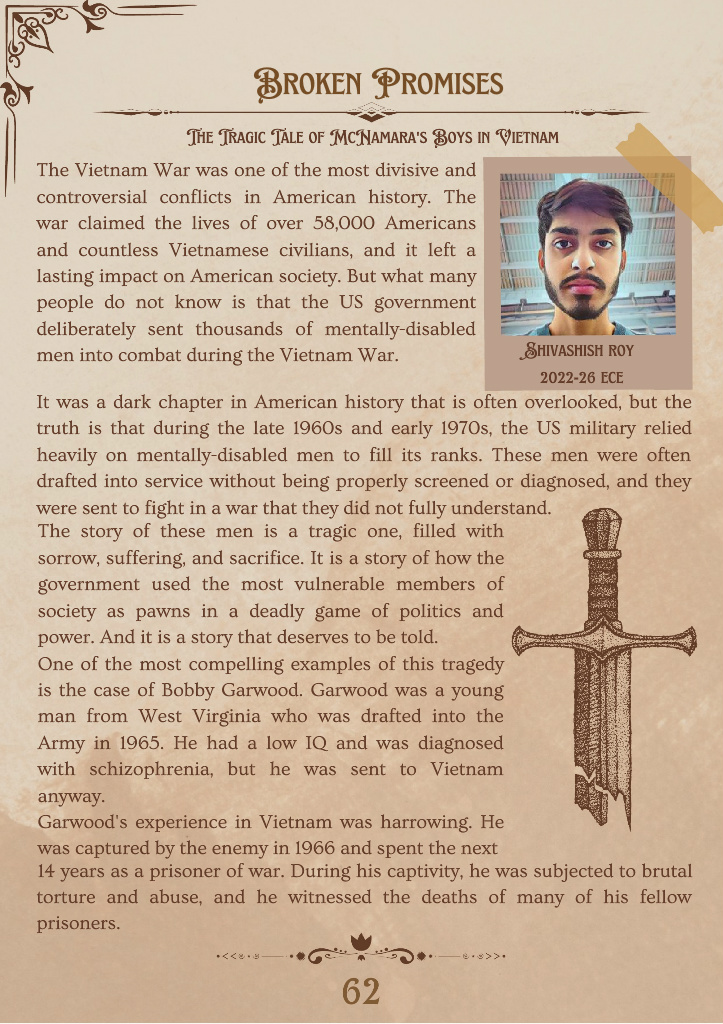 Broken Promises
The Tragic Tale of McNamara's Boys in Vietnam
The Vietnam War was one of the most divisive and
controversial conflicts in American history. The
war claimed the lives of over 58,000 Americans
and countless Vietnamese civilians, and it left a
lasting impact on American society. But what many
people do not know is that the US government
deliberately sent thousands of mentally-disabled
men into combat during the Vietnam War.
Shivashish roy
2022-26 ECE
It was a dark chapter in American history that is often overlooked, but the
truth is that during the late 1960s and early 1970s, the US military relied
heavily on mentally-disabled men to fill its ranks. These men were often
drafted into service without being properly screened or diagnosed, and they
were sent to fight in a war that they did not fully understand.
The story of these men is a tragic one, filled with
sorrow, suffering, and sacrifice. It is a story of how the
government used the most vulnerable members of
society as pawns in a deadly game of politics and
power. And it is a story that deserves to be told.
One of the most compelling examples of this tragedy
is the case of Bobby Garwood. Garwood was a young
man from West Virginia who was drafted into the
Army in 1965. He had a low IQ and was diagnosed
with schizophrenia, but he was sent to Vietnam
anyway.
Garwood's experience in Vietnam was harrowing. He
was captured by the enemy in 1966 and spent the next
14 years as a prisoner of war. During his captivity, he was subjected to brutal
torture and abuse, and he witnessed the deaths of many of his fellow
prisoners.
62